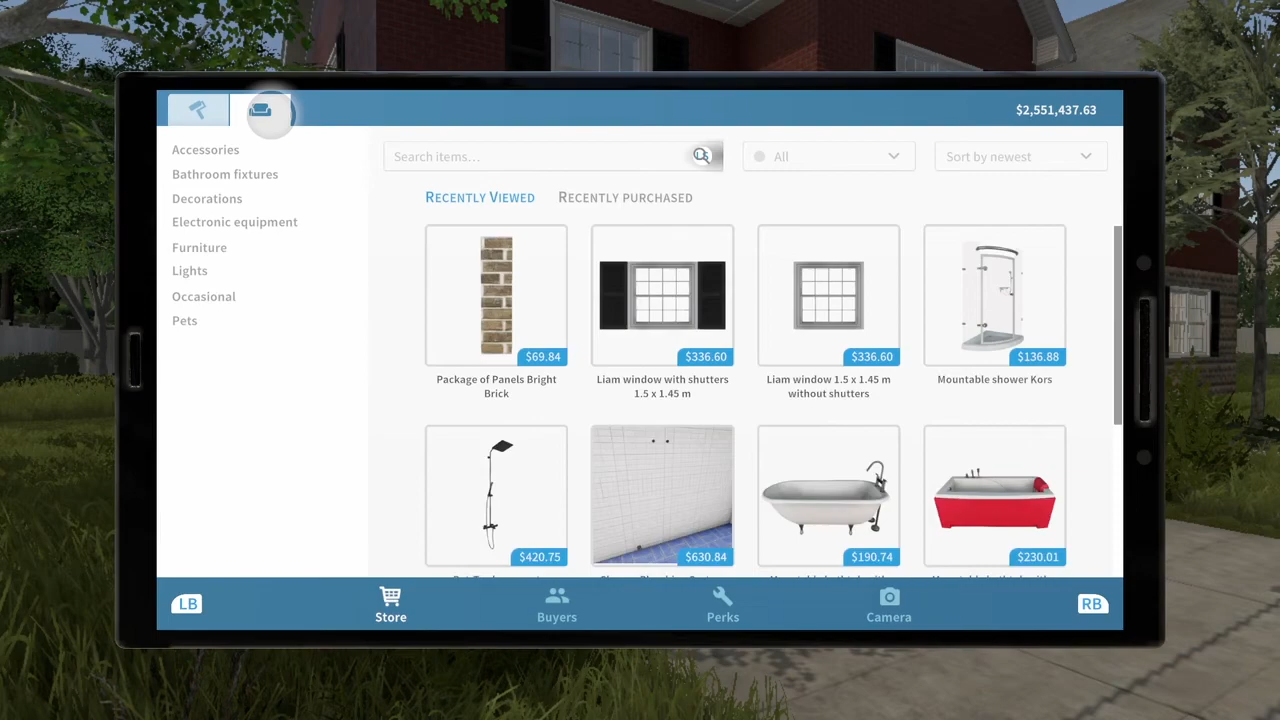 $2,551,437.63
Accessories
Bathroom fixtures
Decorations
Electronic equipment
Furniture
Lights
Occasional
Pets
Search items...
All
Sort by newest
RECENTLY VIEWED
RECENTLY PURCHASED
$69.84
$336.60
$336.60
$136.88
Package of Panels Bright
Brick
Liam window with shutters
1.5 x 1.45 m
Liam window 1.5 x 1.45 m
without shutters
Mountable shower Kors
$420.75
$630.84
$190.74
$230.01
LB
Store
Buyers
Perks
Camera
RB